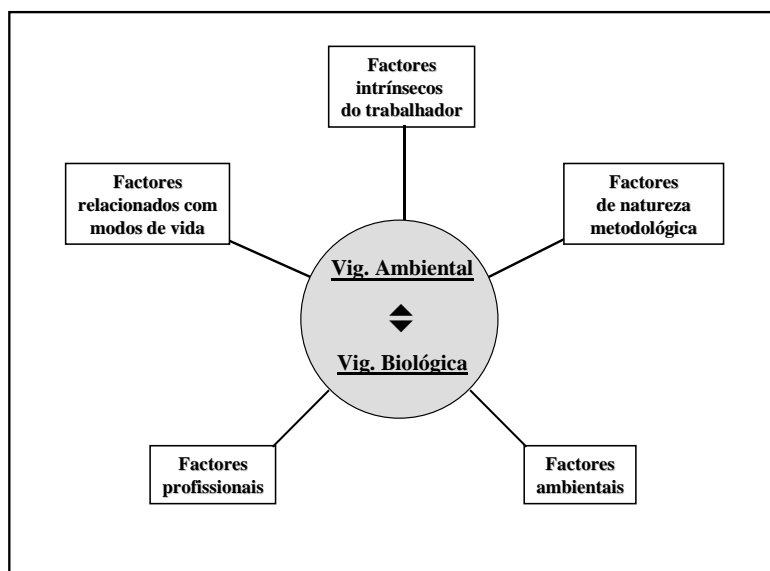 Factores
intrínsecos
do trabalhador
Factores
relacionados com
modos de vida
Factores
de natureza
metodológica
Vig. Ambiental
Vig. Biológica
Factores
profissionais
Factores
ambientais